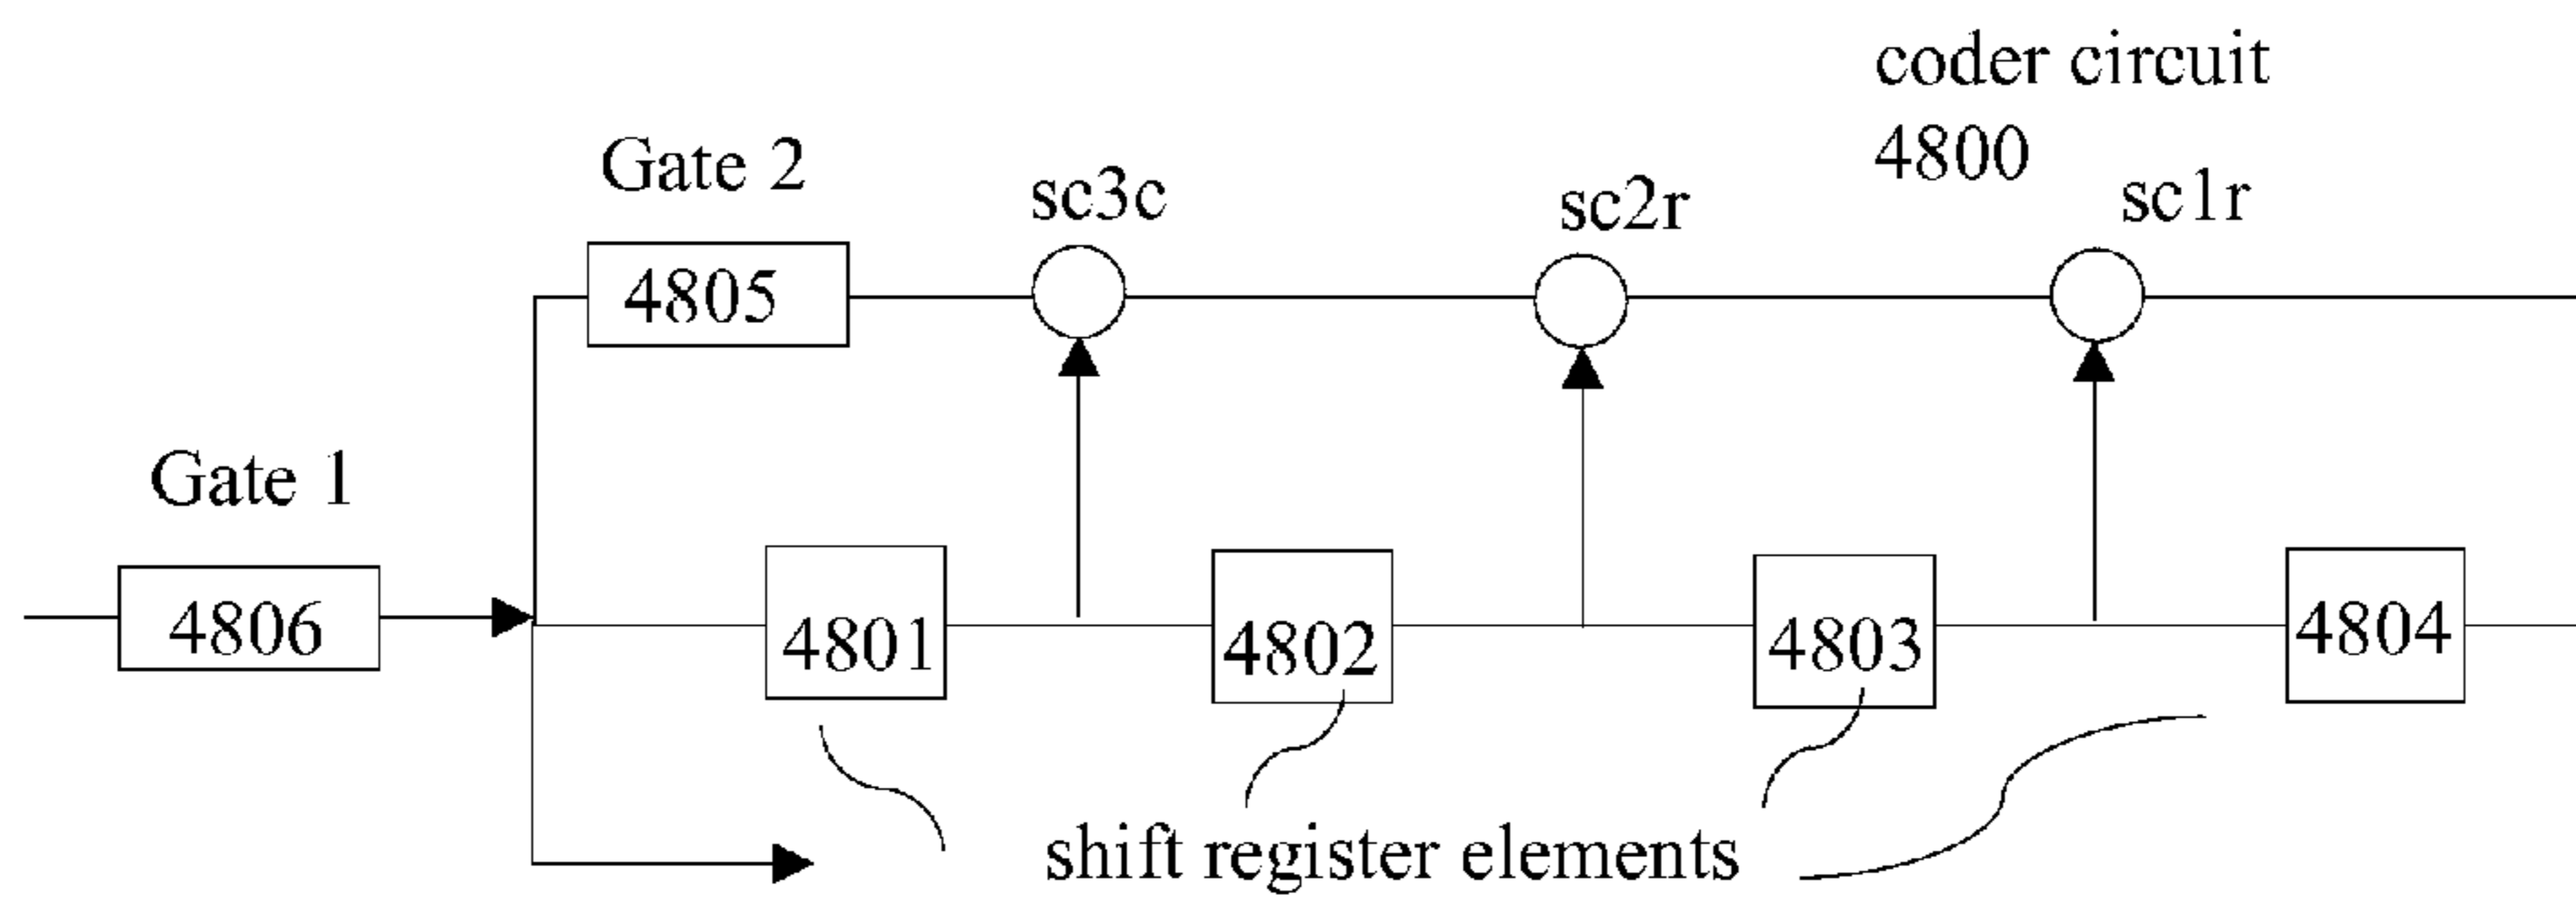 coder circuit
4800
Gate 2
sc3c
sc2r
sc1r
4805
Gate 1
4806
4801
4802
4803
4804
shift register elements